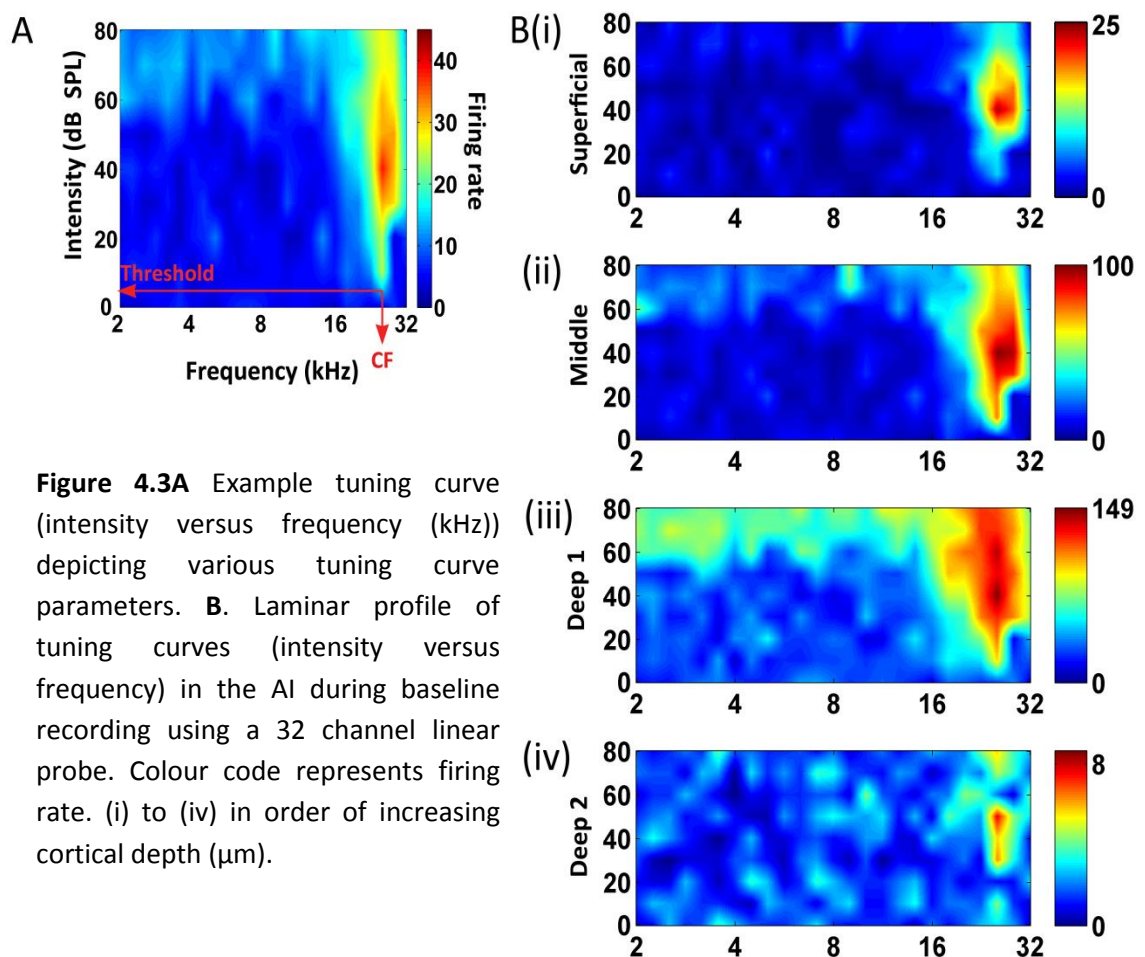 A
80
60
40
20
0
Intensity (dB SPL)
2
4
8
16
32
Frequency (kHz)
Threshold
CF
40
30
20
10
0
Firing rate
Figure 4.3A Example tuning curve
(intensity versus frequency (kHz))
depicting various tuning curve
parameters. B. Laminar profile of
tuning curves (intensity versus
frequency) in the AI during baseline
recording using a 32 channel linear
probe. Colour code represents firing
rate. (i) to (iv) in order of increasing
cortical depth (µm).
B(i)
Superficial
80
60
40
20
0
2
4
8
16
32
25
0
(ii)
Middle
80
60
40
20
0
2
4
8
16
32
100
0
(iii)
Deep 1
80
60
40
20
0
2
4
8
16
32
149
0
(iv)
Deep 2
80
60
40
20
0
2
4
8
16
32
8
0